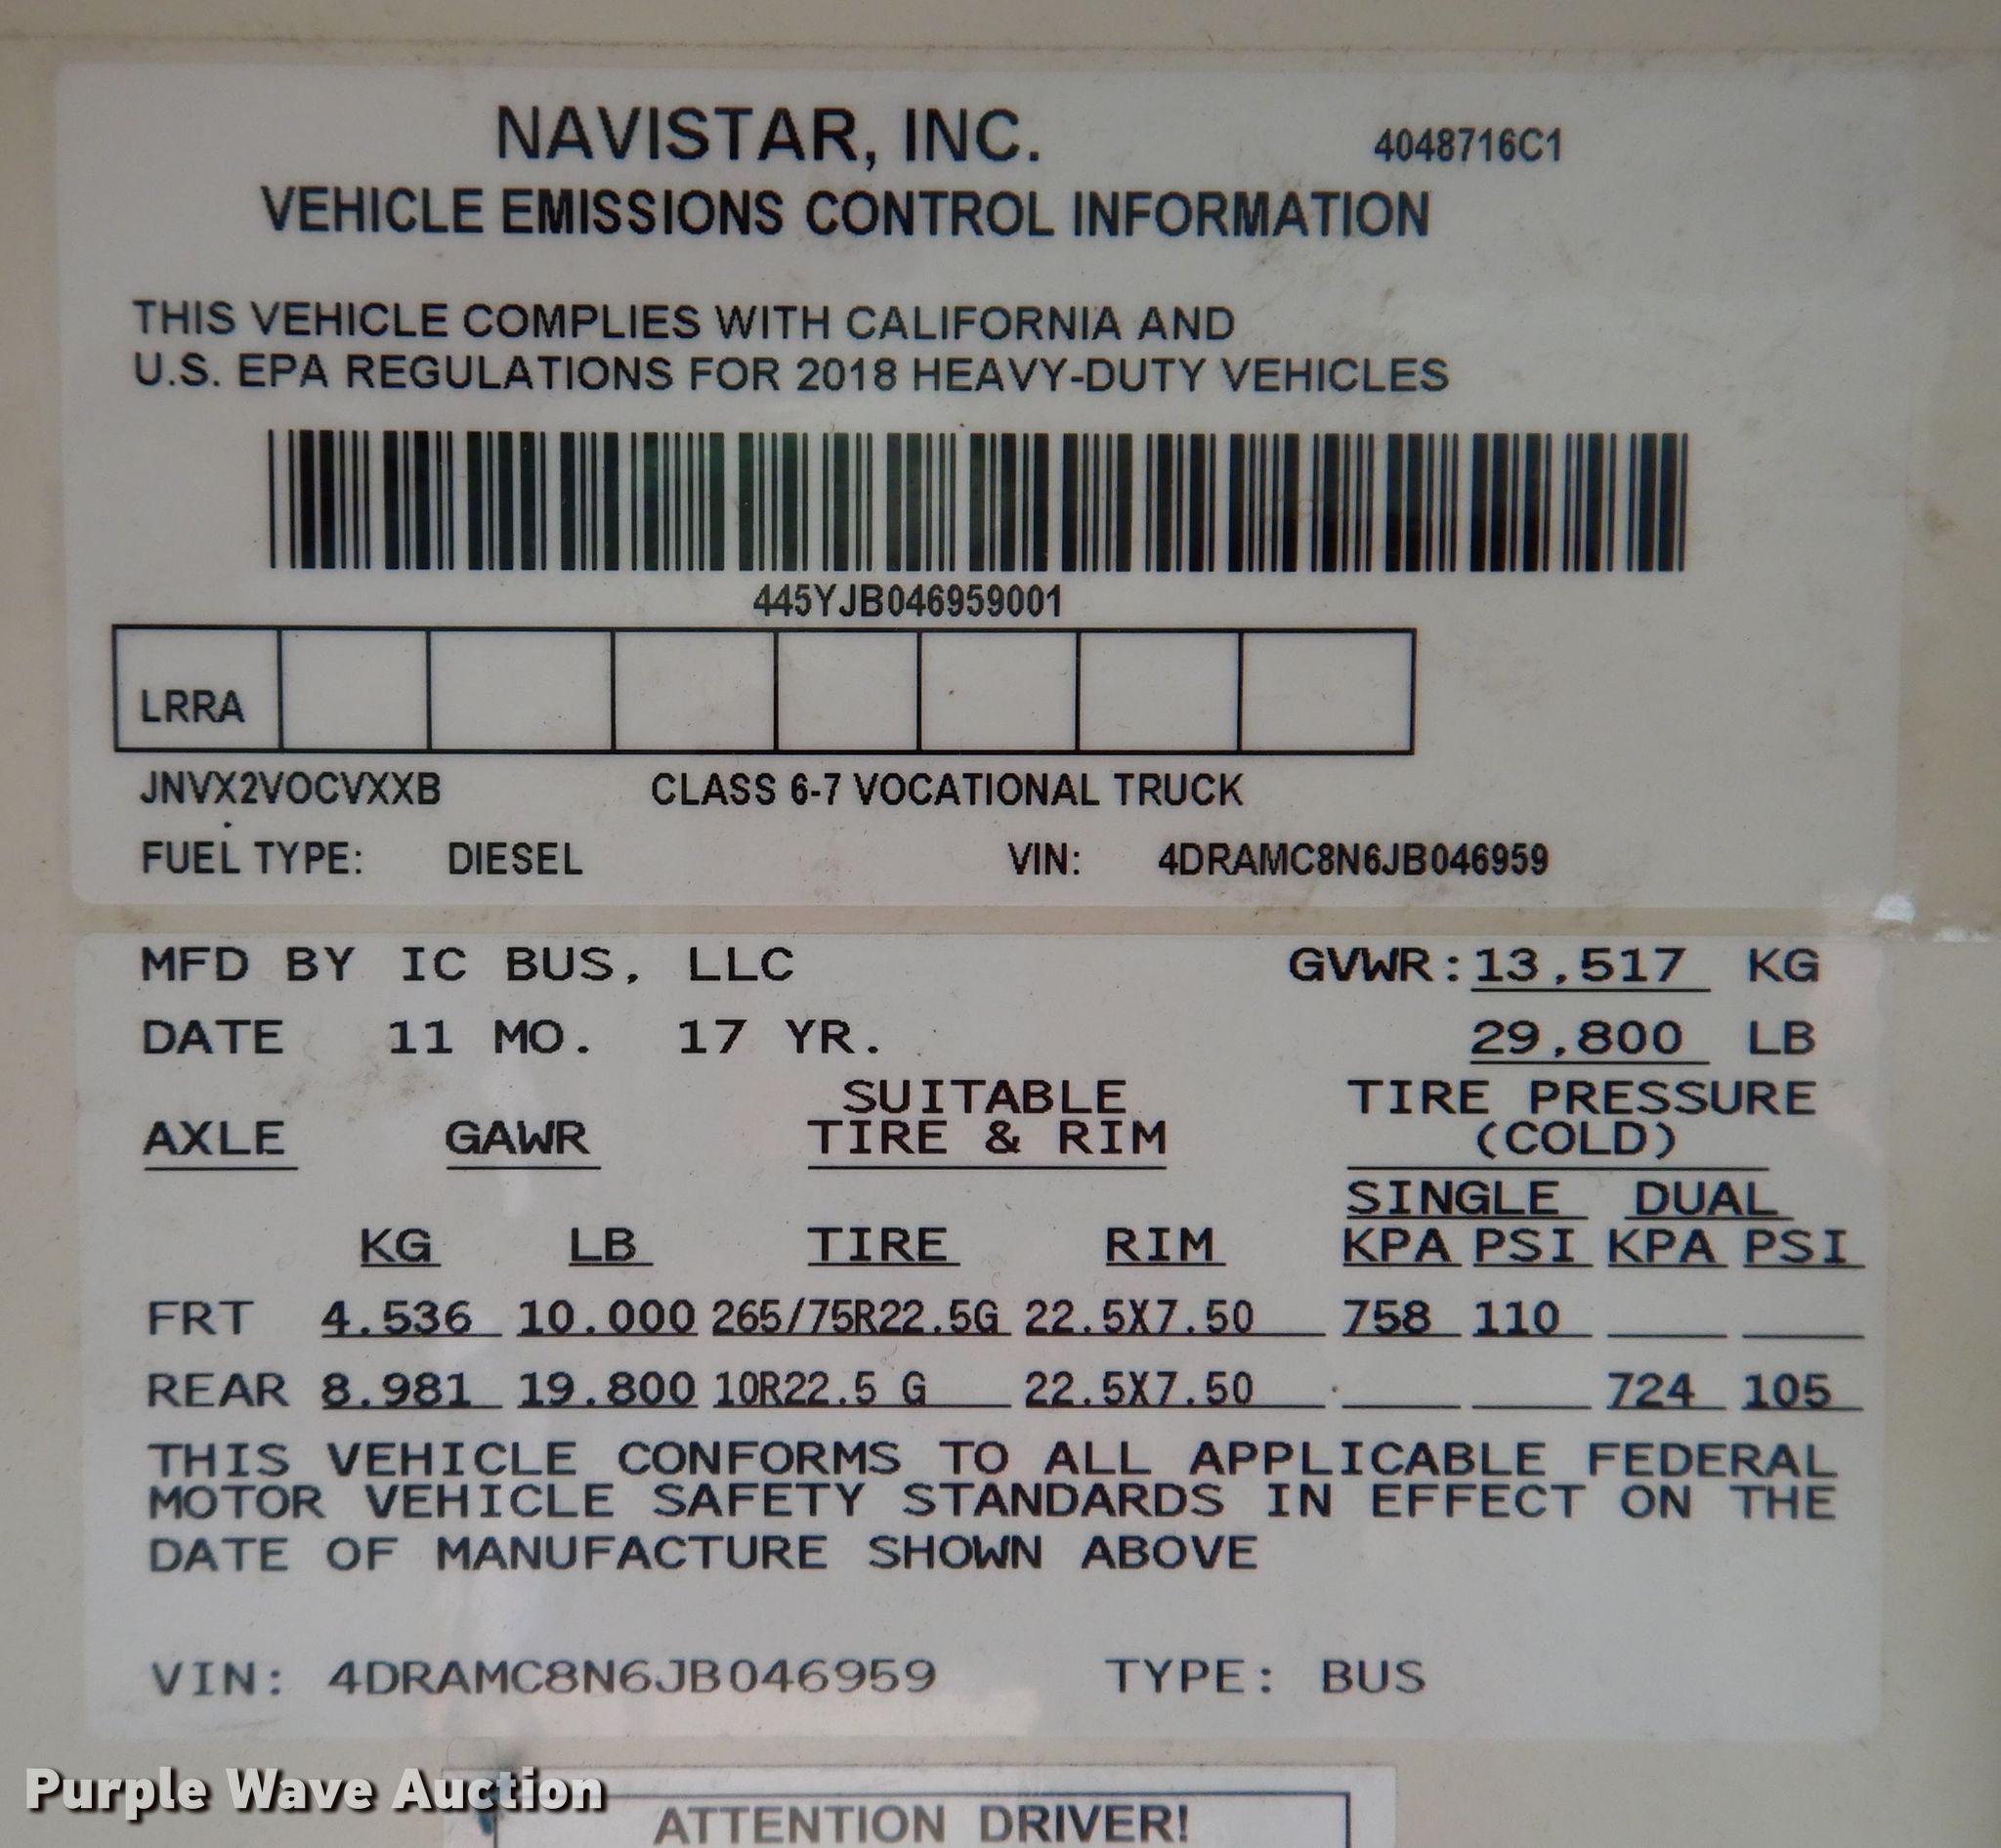 NAVISTAR, INC. 4048716C1
VEHICLE EMISSIONS CONTROL INFORMATION
THIS VEHICLE COMPLIES WITH CALIFORNIA AND
U.S. EPA REGULATIONS FOR 2018 HEAVY-DUTY VEHICLES
445YJB046959001
LRRA
JNVX2VOCVXXB CLASS 6-7 VOCATIONAL TRUCK
FUEL TYPE: DIESEL VIN: 4DRAMC8N6JB046959
MFD BY IC BUS, LLC GVWR:13,517 KG
DATE 11 MO. 17 YR. 29,800 LB
SUITABLE TIRE PRESSURE
AXLE GAWR TIRE & RIM (COLD)
SINGLE DUAL
KG LB TIRE RIM KPA PSI KPA PSI
FRT 4.536 10.000 265/75R22.5G 22.5X7.50 758 110
REAR 8.981 19.800 10R22.5 G 22.5X7.50 724 105
THIS VEHICLE CONFORMS TO ALL APPLICABLE FEDERAL
MOTOR VEHICLE SAFETY STANDARDS IN EFFECT ON THE
DATE OF MANUFACTURE SHOWN ABOVE
VIN: 4DRAMC8N6JB046959 TYPE: BUS
Purple Wave Auction
ATTENTION DRIVER!